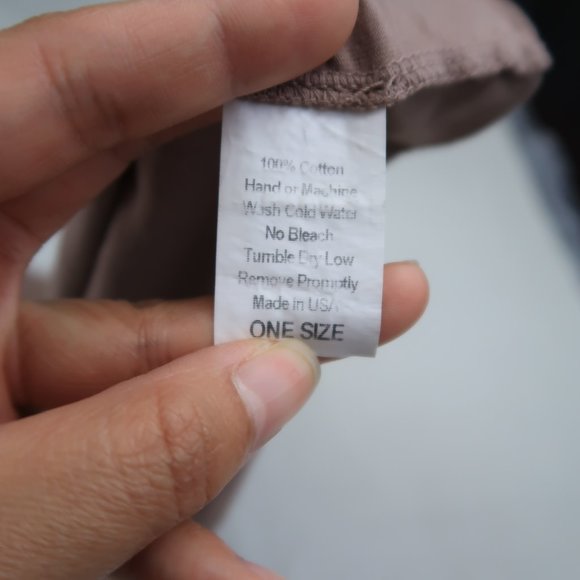 100% Cotton
Hand or Machine
Wash Cold Water
No Bleach
Tumble Dry Low
Remove Promptly
Made in USA
ONE SIZE